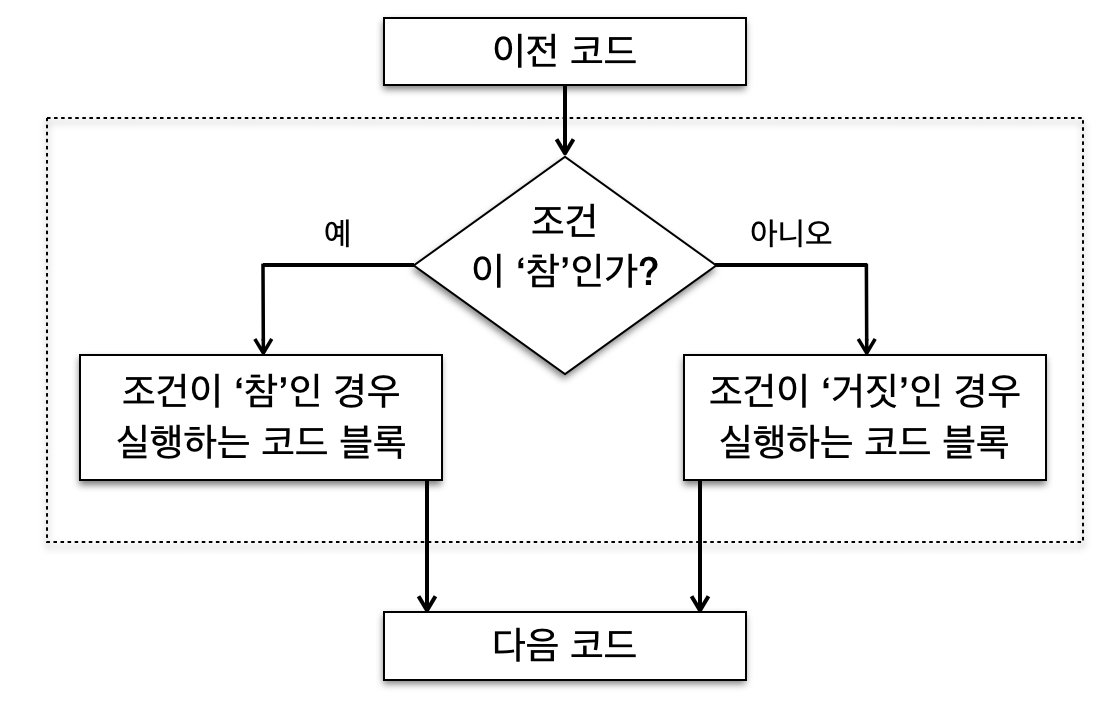 이전 코드
조건
이 ‘참’인가?
예
아니오
조건이 ‘참’인 경우
실행하는 코드 블록
조건이 ‘거짓’인 경우
실행하는 코드 블록
다음 코드